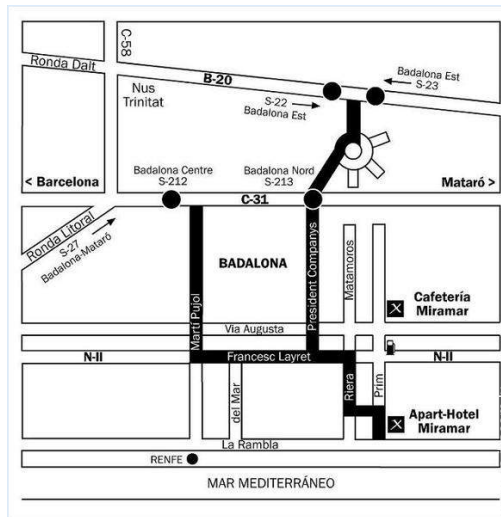 C-58
Ronda Dalt
B-20
Badalona Est
S-23
Nus
Trinitat
S-22
Badalona Est
Badalona Centre
S-212
Badalona Nord
S-213
< Barcelona
Mataró >
C-31
Ronda Litoral
S-27
Badalona-Mataró
BADALONA
Martí Pujol
President Companys
Matamoros
Cafetería
Miramar
Via Augusta
N-II
Francesc Layret
N-II
del Mar
Riera
Prim
Apart-Hotel
Miramar
La Rambla
RENFE
MAR MEDITERRÁNEO